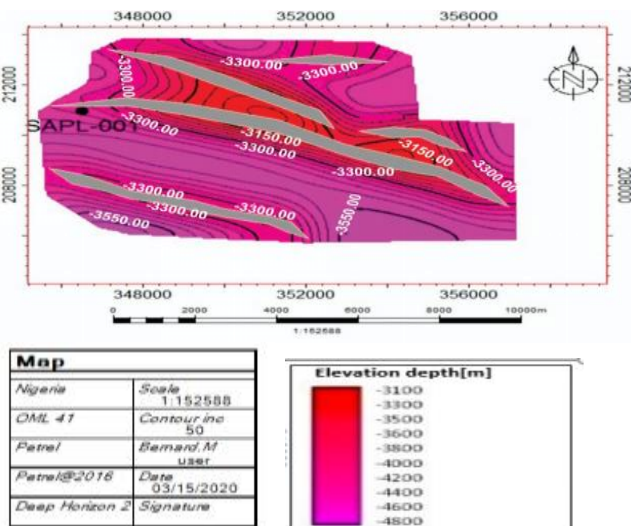 348000 352000 356000
212000
208000
212000
208000
N
SAPL-001
-3300.00
-3300.00
-3300.00
-3300.00
-3150.00
-3300.00
-3150.00
-3300.00
-3300.00
-3300.00
-3300.00
-3300.00
-3550.00
-3550.00
348000 352000 356000
0 2000 4000 6000 8000 10000m
1:152588
Map
Nigeria Scale
1:152588
OML 41 Contour inc
50
Petrel Bernard.M
user
Petrel@2016 Date
03/15/2020
Deep Horizon 2 Signature
Elevation depth[m]
-3100
-3300
-3500
-3600
-3800
-4000
-4200
-4400
-4600
-4800